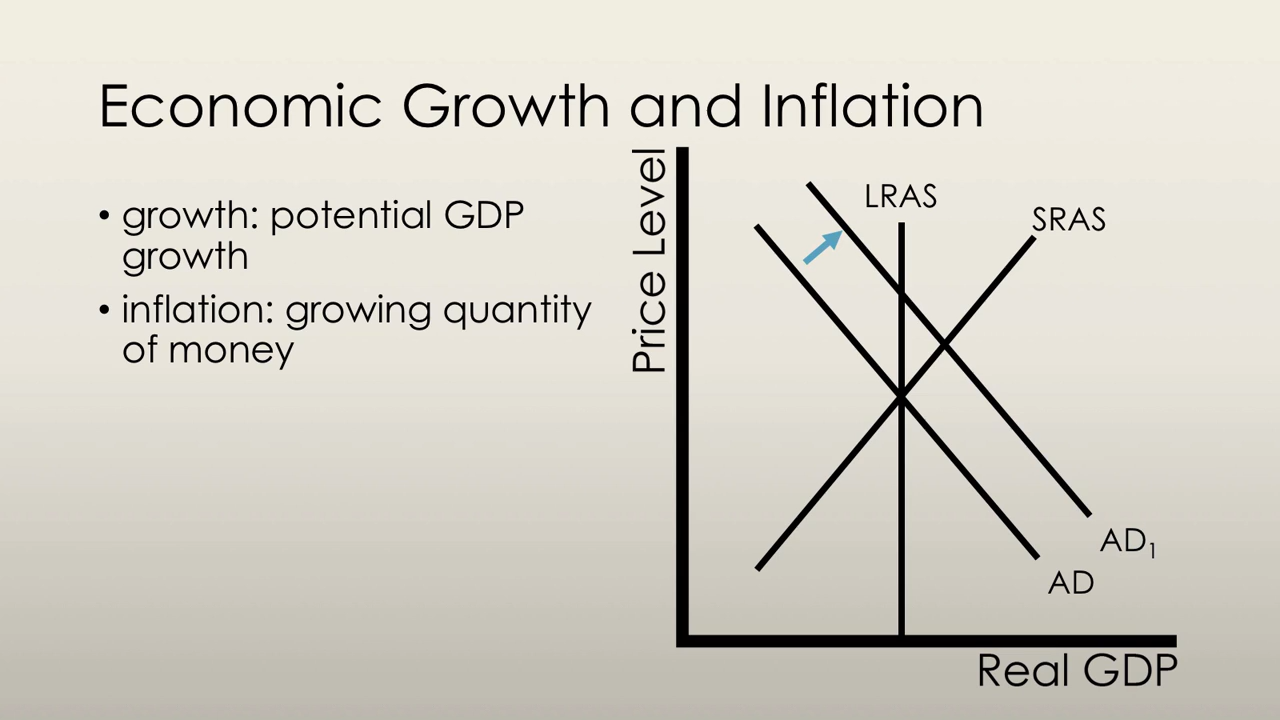 Economic Growth and Inflation
• growth: potential GDP
growth
• inflation: growing quantity
of money
Price Level
LRAS
SRAS
AD₁
AD
Real GDP